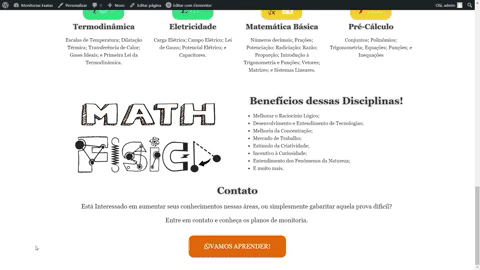 Monitorias Exatas Personalizar 5 0 Novo Editar página Editar com Elementor Olá, admin
Termodinâmica
Escalas de Temperatura; Dilatação
Térmica; Transferência de Calor;
Gases Ideais; e Primeira Lei da
Termodinâmica.
Eletricidade
Carga Elétrica; Campo Elétrico; Lei
de Gauss; Potencial Elétrico; e
Capacitores.
Matemática Básica
Números decimais; Frações;
Potenciação; Radiciação; Razão;
Proporção; Introdução à
Trigonometria e Funções; Vetores;
Matrizes; e Sistemas Lineares.
Pré-Cálculo
Conjuntos; Polinômios;
Trigonometria; Equações; Funções; e
Inequações
MATH
FÍSICA
Benefícios dessas Disciplinas!
Melhorar o Raciocínio Lógico;
Desenvolvimento e Entendimento de Tecnologias;
Melhoria da Concentração;
Mercado de Trabalho;
Estímulo da Criatividade;
Incentivo à Curiosidade;
Entendimento dos Fenômenos da Natureza;
E muito mais.
Contato
Está Interessado em aumentar seus conhecimentos nessas áreas, ou simplesmente gabaritar aquela prova difícil?
Entre em contato e conheça os planos de monitoria.
VAMOS APRENDER!